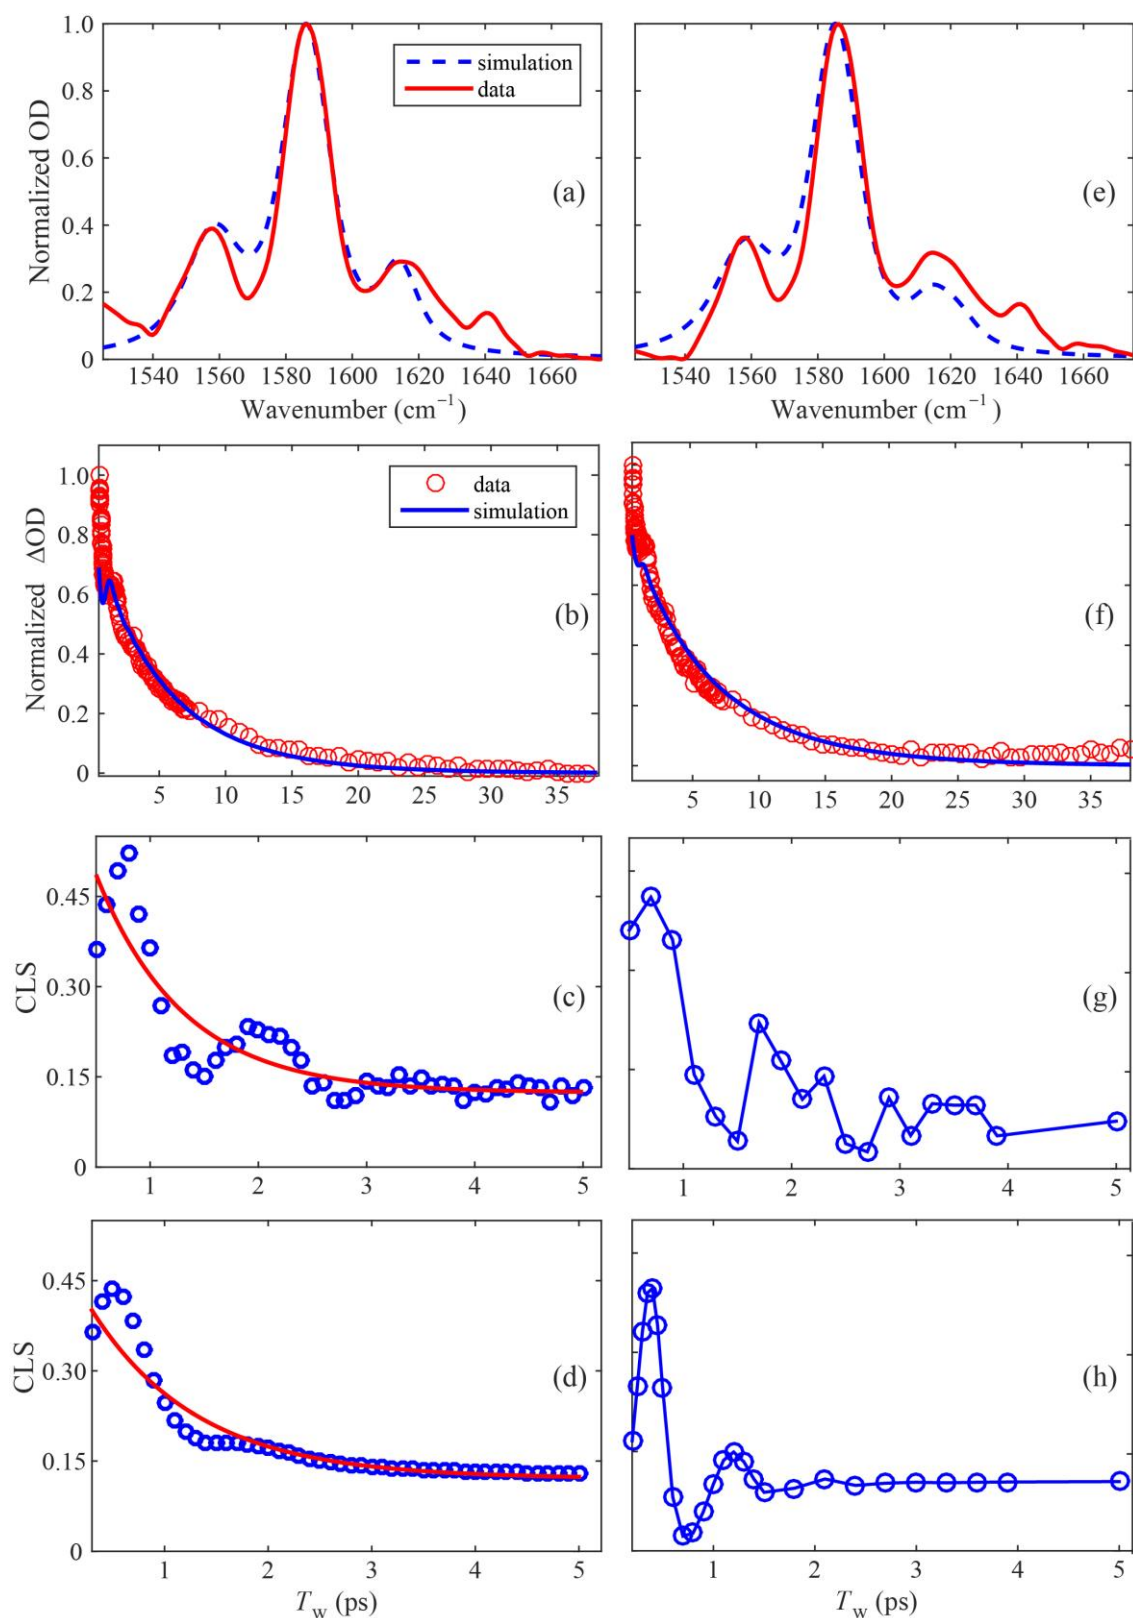 1.0
0.8
0.6
0.4
0.2
0
Normalized OD
simulation
data
(a)
1540 1560 1580 1600 1620 1640 1660
Wavenumber (cm⁻¹)
(e)
1540 1560 1580 1600 1620 1640 1660
Wavenumber (cm⁻¹)
1.0
0.8
0.6
0.4
0.2
0
Normalized ΔOD
data
simulation
(b)
5 10 15 20 25 30 35
(f)
5 10 15 20 25 30 35
0.45
0.30
0.15
0
CLS
(c)
1 2 3 4 5
(g)
1 2 3 4 5
0.45
0.30
0.15
0
CLS
(d)
1 2 3 4 5
T_w (ps)
(h)
1 2 3 4 5
T_w (ps)